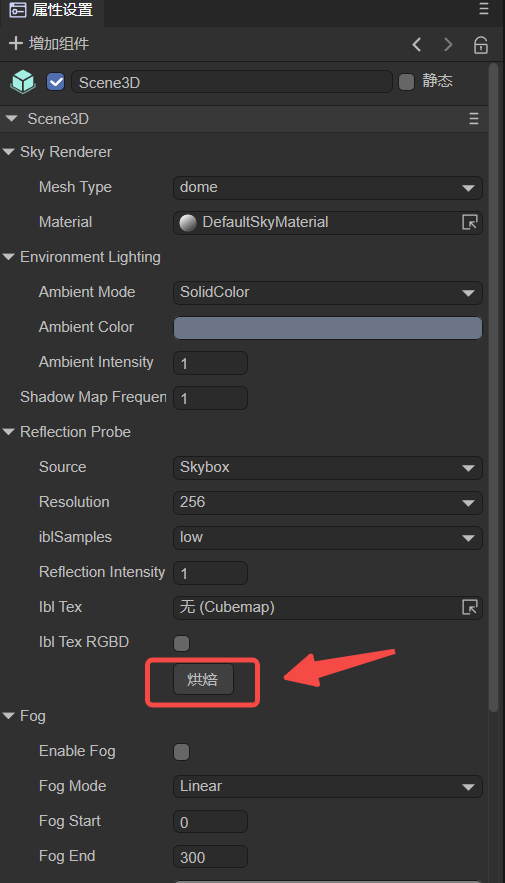 属性设置
增加组件
Scene3D 静态
Scene3D
Sky Renderer
Mesh Type dome
Material DefaultSkyMaterial
Environment Lighting
Ambient Mode SolidColor
Ambient Color
Ambient Intensity 1
Shadow Map Frequen 1
Reflection Probe
Source Skybox
Resolution 256
iblSamples low
Reflection Intensity 1
Ibl Tex 无 (Cubemap)
Ibl Tex RGBD
烘焙
Fog
Enable Fog
Fog Mode Linear
Fog Start 0
Fog End 300